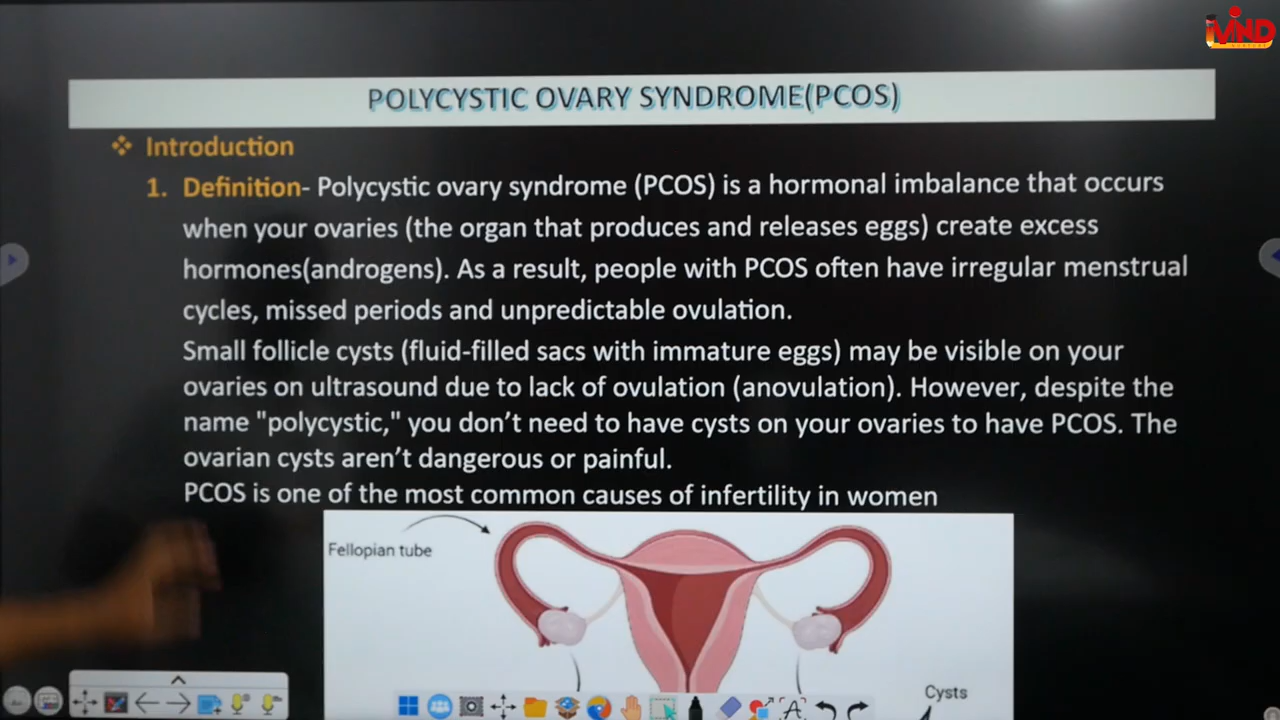 MIND
POLYCYSTIC OVARY SYNDROME(PCOS)
Introduction
1. Definition- Polycystic ovary syndrome (PCOS) is a hormonal imbalance that occurs
when your ovaries (the organ that produces and releases eggs) create excess
hormones(androgens). As a result, people with PCOS often have irregular menstrual
cycles, missed periods and unpredictable ovulation.
Small follicle cysts (fluid-filled sacs with immature eggs) may be visible on your
ovaries on ultrasound due to lack of ovulation (anovulation). However, despite the
name "polycystic," you don’t need to have cysts on your ovaries to have PCOS. The
ovarian cysts aren’t dangerous or painful.
PCOS is one of the most common causes of infertility in women
Fellopian tube
Cysts